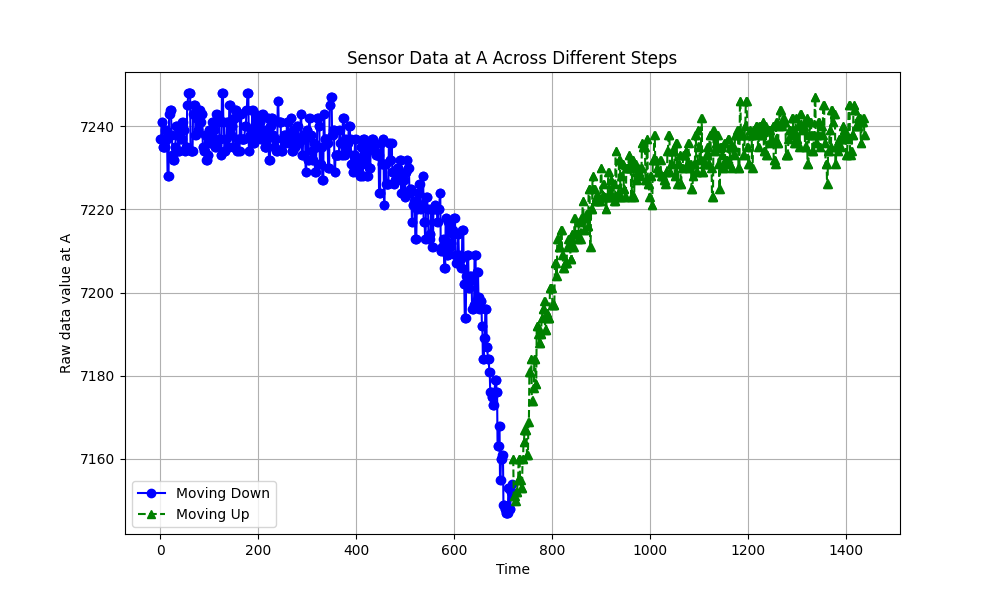 Sensor Data at A Across Different Steps
Raw data value at A
7240
7220
7200
7180
7160
Moving Down
Moving Up
0 200 400 600 800 1000 1200 1400
Time